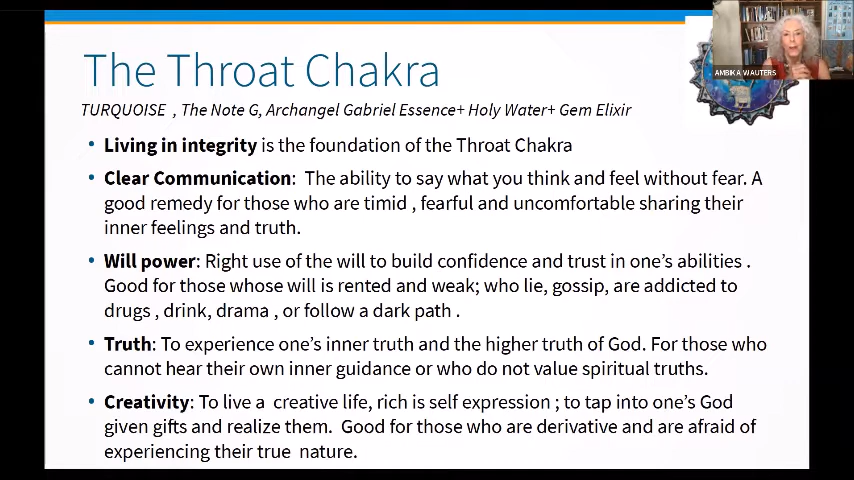 The Throat Chakra
AMBIKA WAUTERS
TURQUOISE , The Note G, Archangel Gabriel Essence+ Holy Water+ Gem Elixir
• Living in integrity is the foundation of the Throat Chakra
• Clear Communication: The ability to say what you think and feel without fear. A
good remedy for those who are timid , fearful and uncomfortable sharing their
inner feelings and truth.
• Will power: Right use of the will to build confidence and trust in one's abilities .
Good for those whose will is rented and weak; who lie, gossip, are addicted to
drugs , drink, drama , or follow a dark path .
• Truth: To experience one's inner truth and the higher truth of God. For those who
cannot hear their own inner guidance or who do not value spiritual truths.
• Creativity: To live a creative life, rich is self expression ; to tap into one's God
given gifts and realize them. Good for those who are derivative and are afraid of
experiencing their true nature.